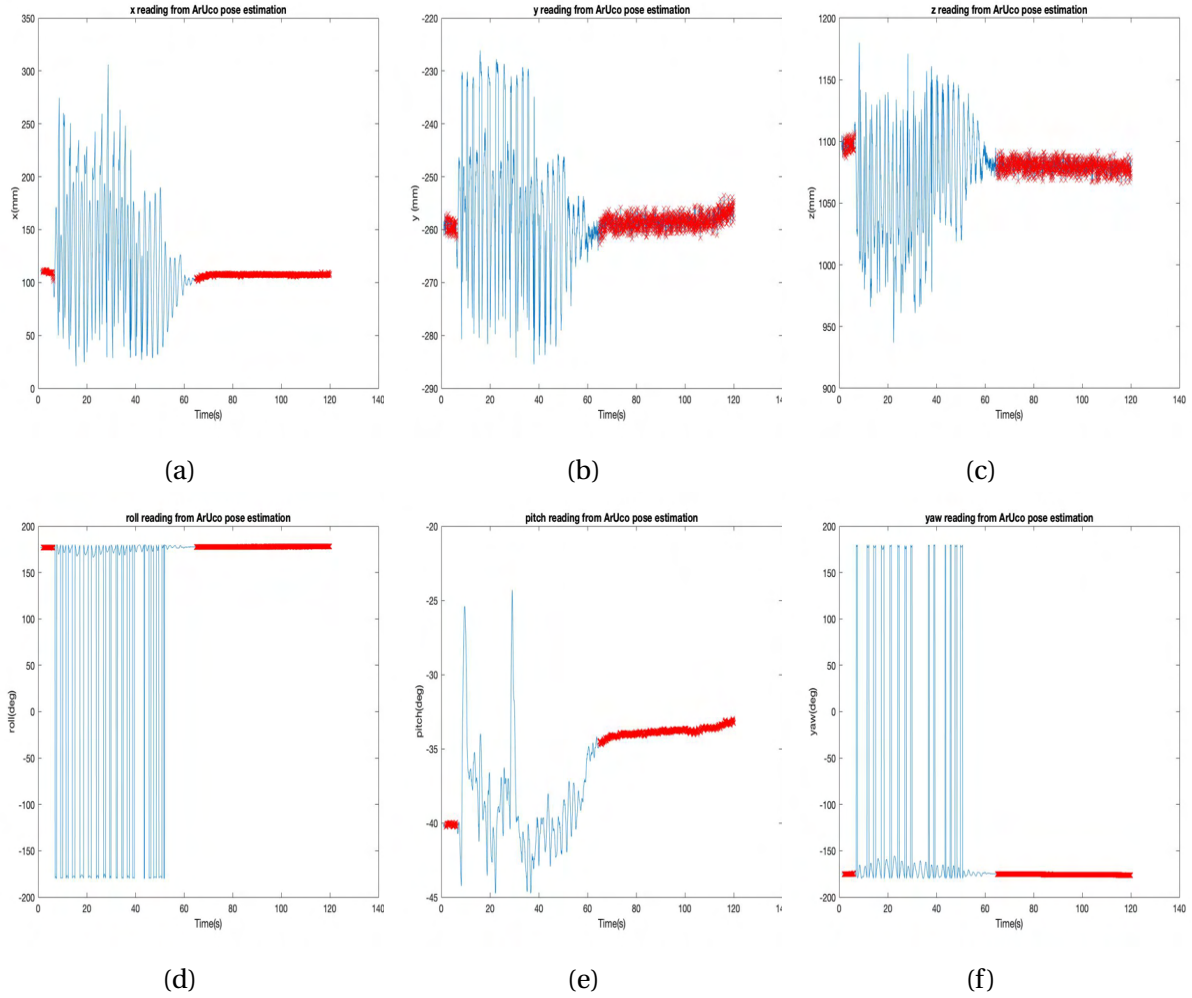 x reading from ArUco pose estimation
350
300
250
200
150
100
50
0
x(mm)
0 20 40 60 80 100 120 140
Time(s)
(a)
y reading from ArUco pose estimation
-220
-230
-240
-250
-260
-270
-280
-290
y (mm)
0 20 40 60 80 100 120 14
Time(s)
(b)
z reading from ArUco pose estimation
1200
1150
1100
1050
1000
950
900
z(mm)
0 20 40 60 80 100 120 140
Time(s)
(c)
roll reading from ArUco pose estimation
200
150
100
50
0
-50
-100
-150
-200
roll(deg)
0 20 40 60 80 100 120 140
Time(s)
(d)
pitch reading from ArUco pose estimation
-20
-25
-30
-35
-40
-45
pitch(deg)
0 20 40 60 80 100 120 14
Time(s)
(e)
yaw reading from ArUco pose estimation
200
150
100
50
0
-50
-100
-150
-200
yaw(deg)
0 20 40 60 80 100 120 140
Time(s)
(f)